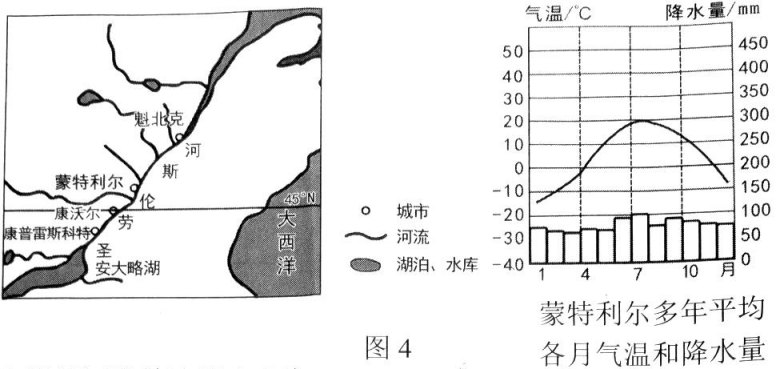 魁北克
河
斯
蒙特利尔
伦
45°N
康沃尔
劳
大西洋
康普雷斯科特
圣
安大略湖
城市
河流
湖泊、水库
图4
气温/°C
降水量/mm
50
40
30
20
10
0
-10
-20
-30
-40
450
400
350
300
250
200
150
100
50
0
1 4 7 10 月
蒙特利尔多年平均
各月气温和降水量